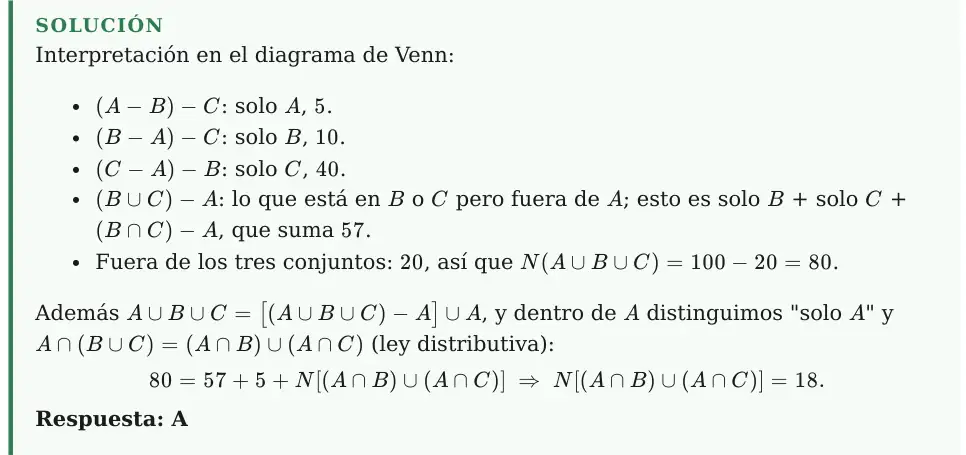 SOLUCIÓN
Interpretación en el diagrama de Venn:
• (A − B) − C: solo A, 5.
• (B − A) − C: solo B, 10.
• (C − A) − B: solo C, 40.
• (B ∪ C) − A: lo que está en B o C pero fuera de A; esto es solo B + solo C +
(B ∩ C) − A, que suma 57.
• Fuera de los tres conjuntos: 20, así que N(A ∪ B ∪ C) = 100 − 20 = 80.
Además A ∪ B ∪ C = [(A ∪ B ∪ C) − A] ∪ A, y dentro de A distinguimos "solo A" y
A ∩ (B ∪ C) = (A ∩ B) ∪ (A ∩ C) (ley distributiva):
80 = 57 + 5 + N[(A ∩ B) ∪ (A ∩ C)] ⇒ N[(A ∩ B) ∪ (A ∩ C)] = 18.
Respuesta: A